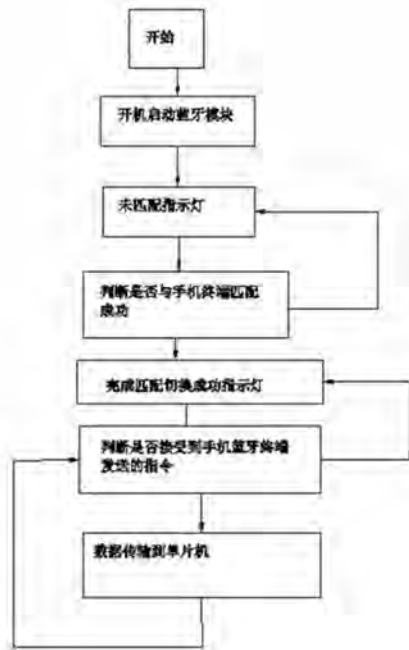 开始
开机启动蓝牙模块
未匹配指示灯
判断是否与手机终端匹配
成功
完成匹配切换成功指示灯
判断是否接受到手机蓝牙终端
发送的指令
数据传输到单片机